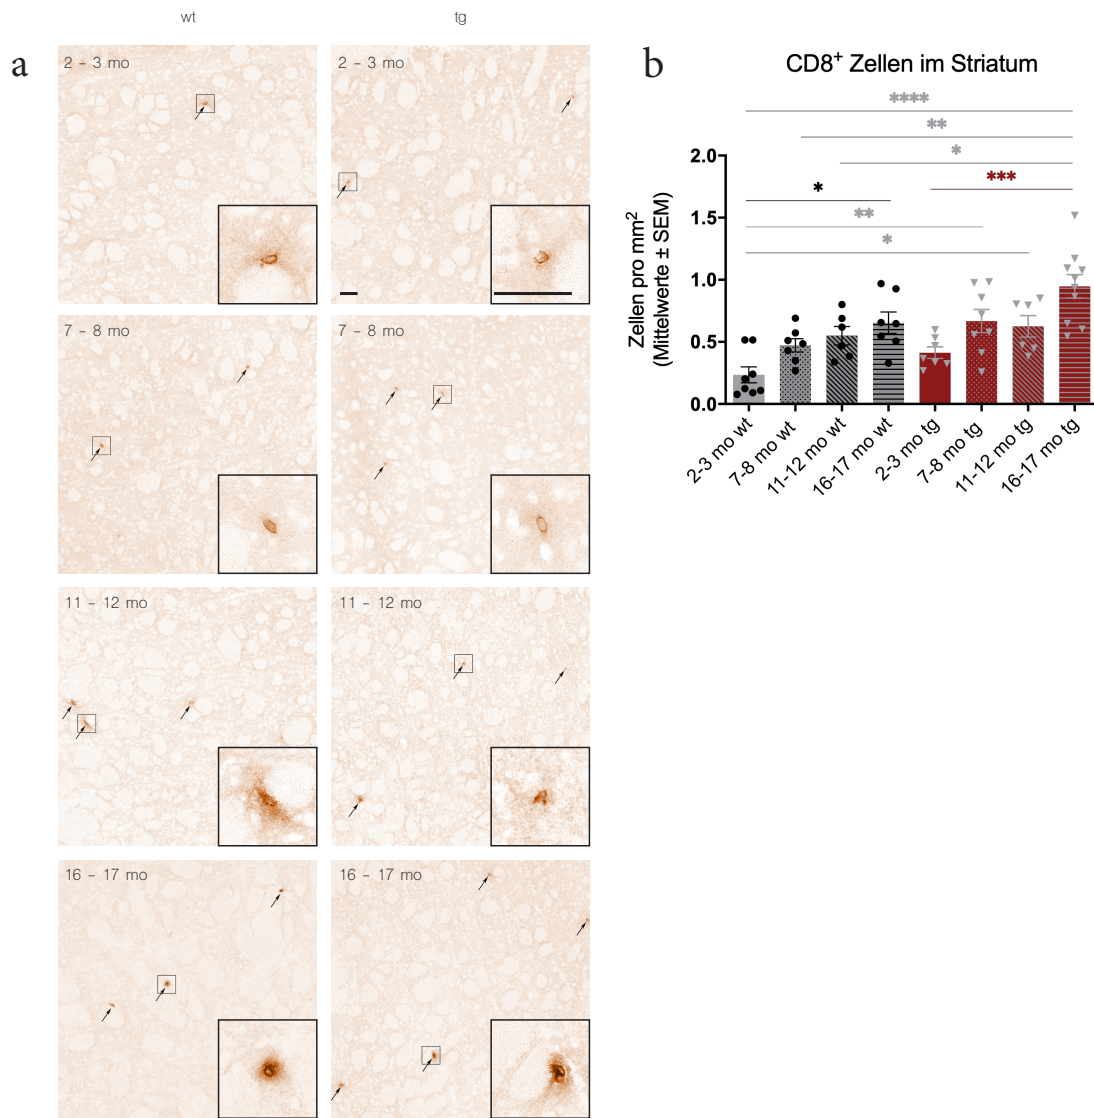 wt
tg
a
2 – 3 mo
2 – 3 mo
7 – 8 mo
7 – 8 mo
11 – 12 mo
11 – 12 mo
16 – 17 mo
16 – 17 mo
b
CD8⁺ Zellen im Striatum
****
**
*
***
*
**
*
Zellen pro mm²
(Mittelwerte ± SEM)
2.0
1.5
1.0
0.5
0.0
2-3 mo wt
7-8 mo wt
11-12 mo wt
16-17 mo wt
2-3 mo tg
7-8 mo tg
11-12 mo tg
16-17 mo tg